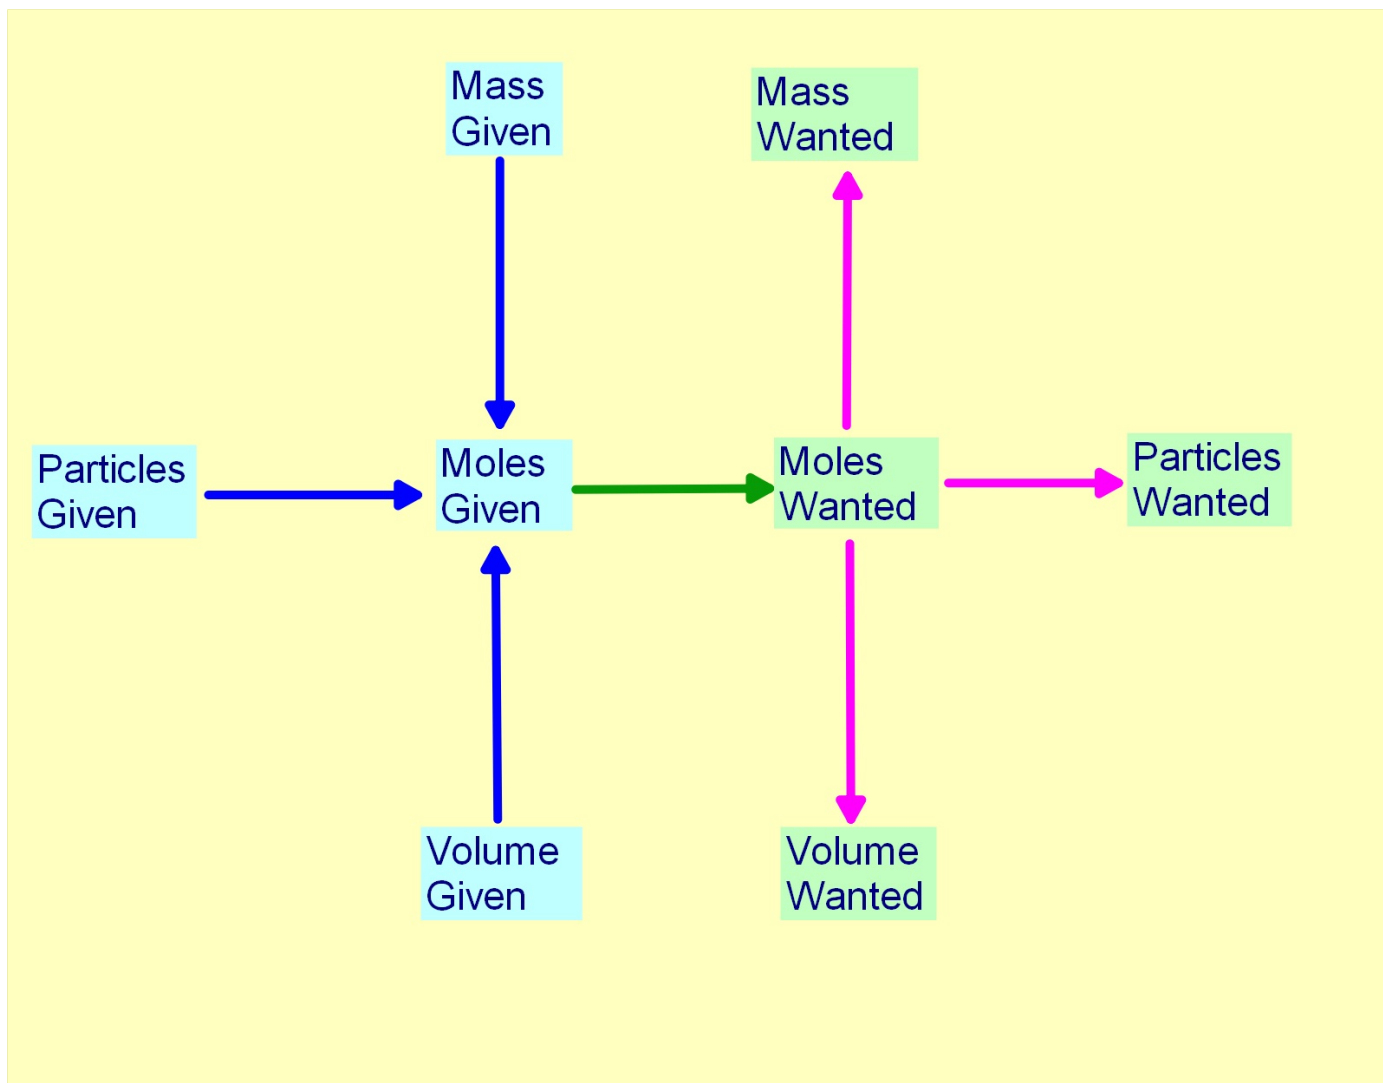 Mass
Given
Mass
Wanted
Particles
Given
Moles
Given
Moles
Wanted
Particles
Wanted
Volume
Given
Volume
Wanted